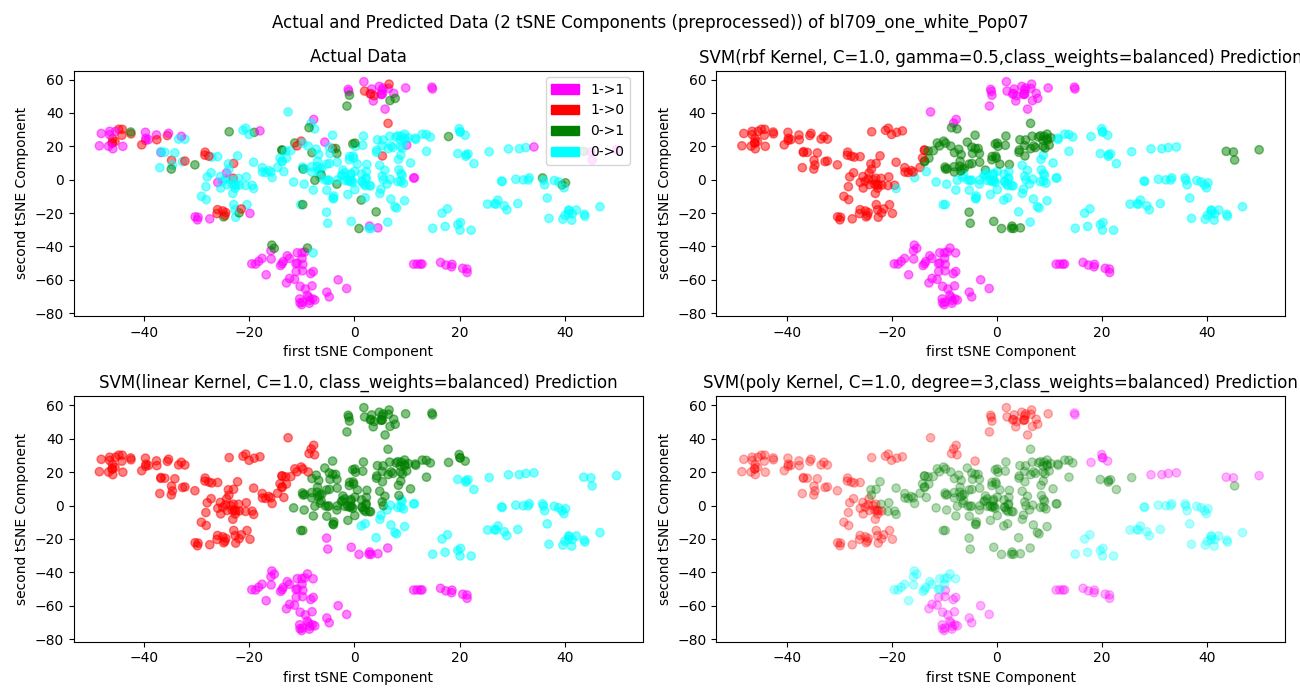 Actual and Predicted Data (2 tSNE Components (preprocessed)) of bl709_one_white_Pop07
Actual Data
60
40
20
0
−20
−40
−60
−80
second tSNE Component
1->1
1->0
0->1
0->0
−40 −20 0 20 40
first tSNE Component
SVM(rbf Kernel, C=1.0, gamma=0.5,class_weights=balanced) Prediction
60
40
20
0
−20
−40
−60
−80
second tSNE Component
−40 −20 0 20 40
first tSNE Component
SVM(linear Kernel, C=1.0, class_weights=balanced) Prediction
60
40
20
0
−20
−40
−60
−80
second tSNE Component
−40 −20 0 20 40
first tSNE Component
SVM(poly Kernel, C=1.0, degree=3,class_weights=balanced) Prediction
60
40
20
0
−20
−40
−60
−80
second tSNE Component
−40 −20 0 20 40
first tSNE Component